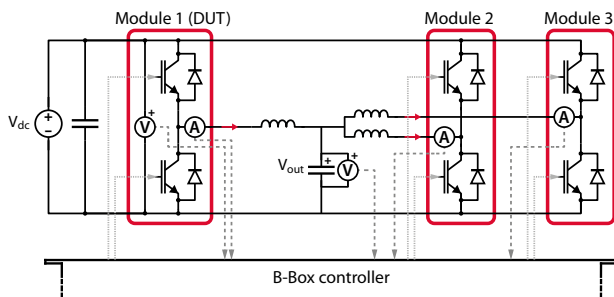 Module 1 (DUT)
Module 2
Module 3
V
A
A
A
Vdc
Vout
V
B-Box controller